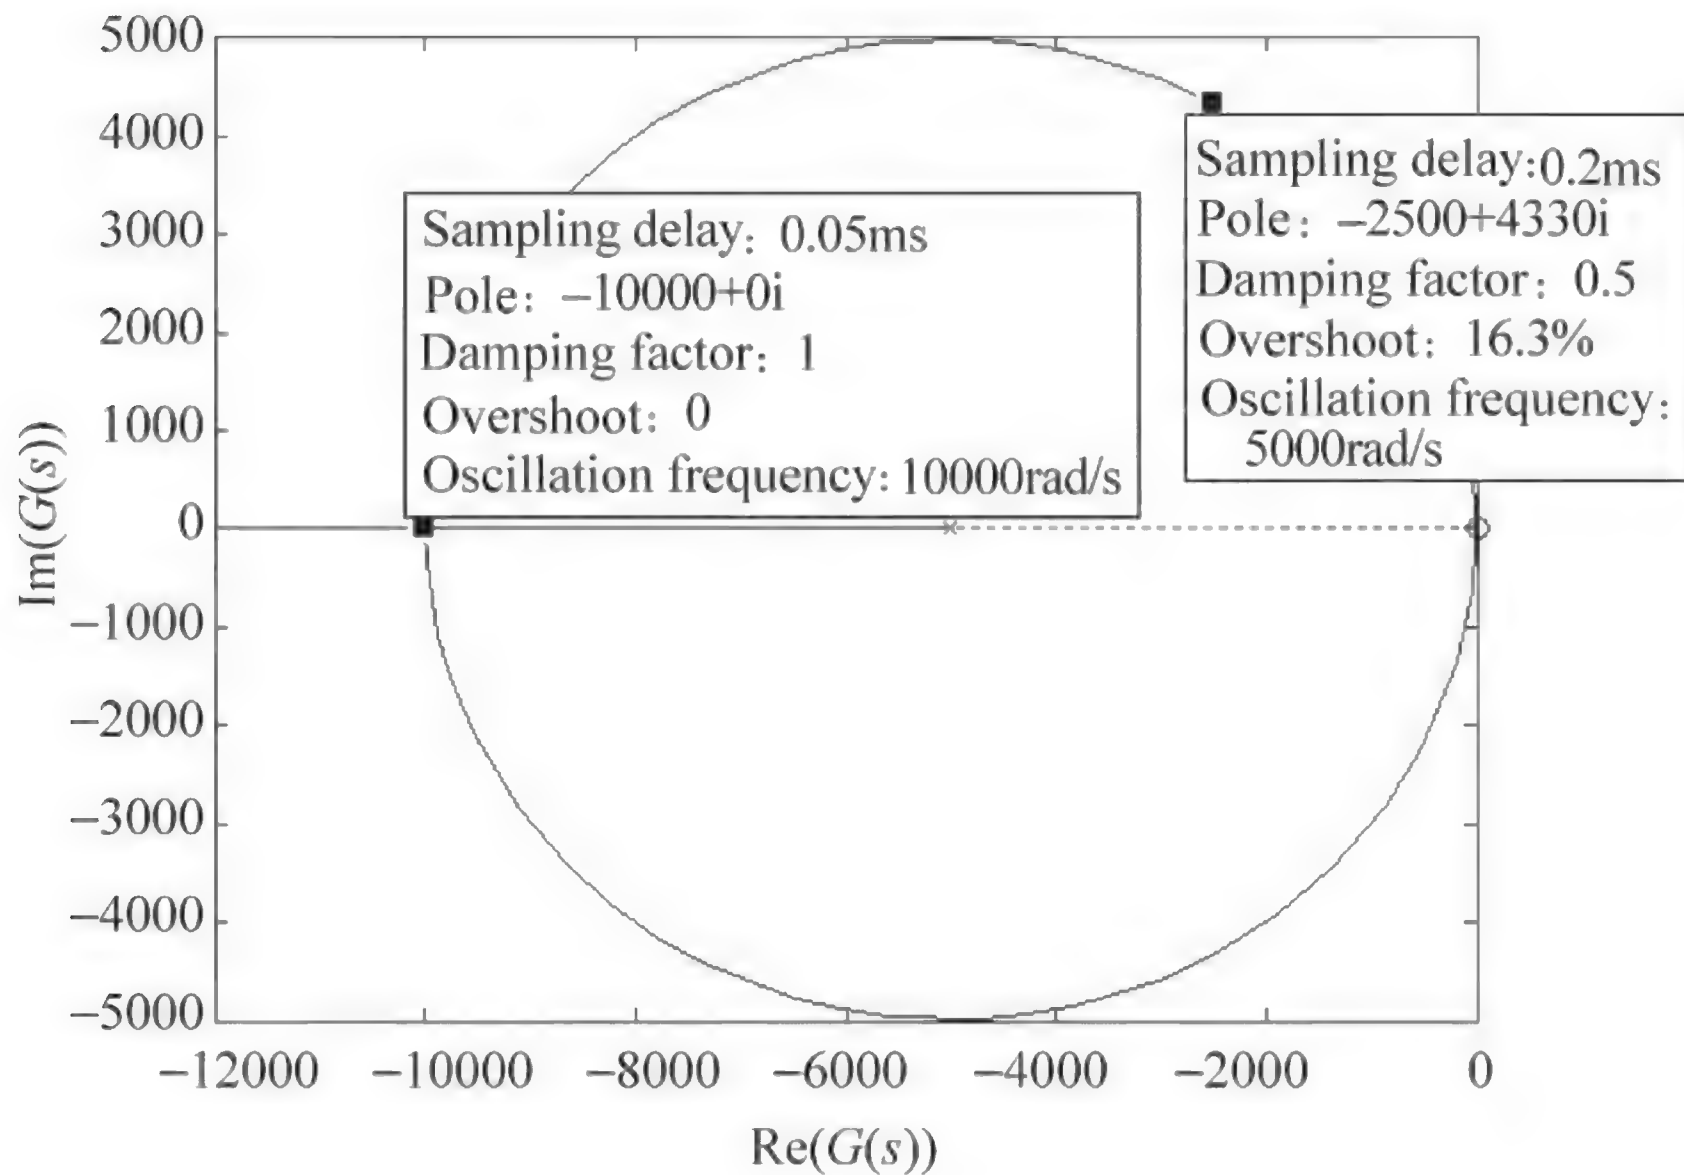 5000
4000
3000
2000
1000
0
−1000
−2000
−3000
−4000
−5000
Im(G(s))
Sampling delay: 0.05ms
Pole: −10000+0i
Damping factor: 1
Overshoot: 0
Oscillation frequency: 10000rad/s
Sampling delay:0.2ms
Pole: −2500+4330i
Damping factor: 0.5
Overshoot: 16.3%
Oscillation frequency:
5000rad/s
−12000 −10000 −8000 −6000 −4000 −2000 0
Re(G(s))